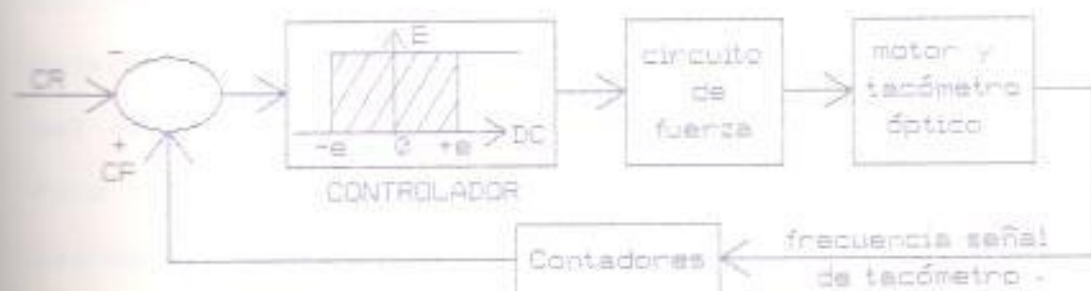 -
CR
+
CF
E
-e 0 +e DC
CONTROLADOR
circuito
de
fuerza
motor y
tacómetro
óptico
Contadores
frecuencia señal
de tacómetro -